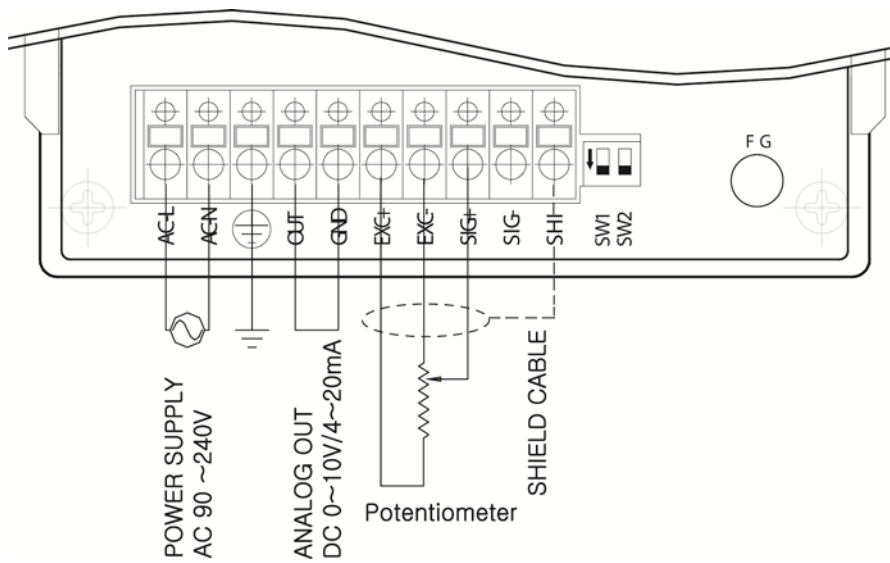 F G
AC-L
AC-N
OUT
GND
EXC+
EXC-
SIG+
SIG-
SHI
SW1
SW2
POWER SUPPLY
AC 90 ~240V
ANALOG OUT
DC 0~10V/4~20mA
Potentiometer
SHIELD CABLE